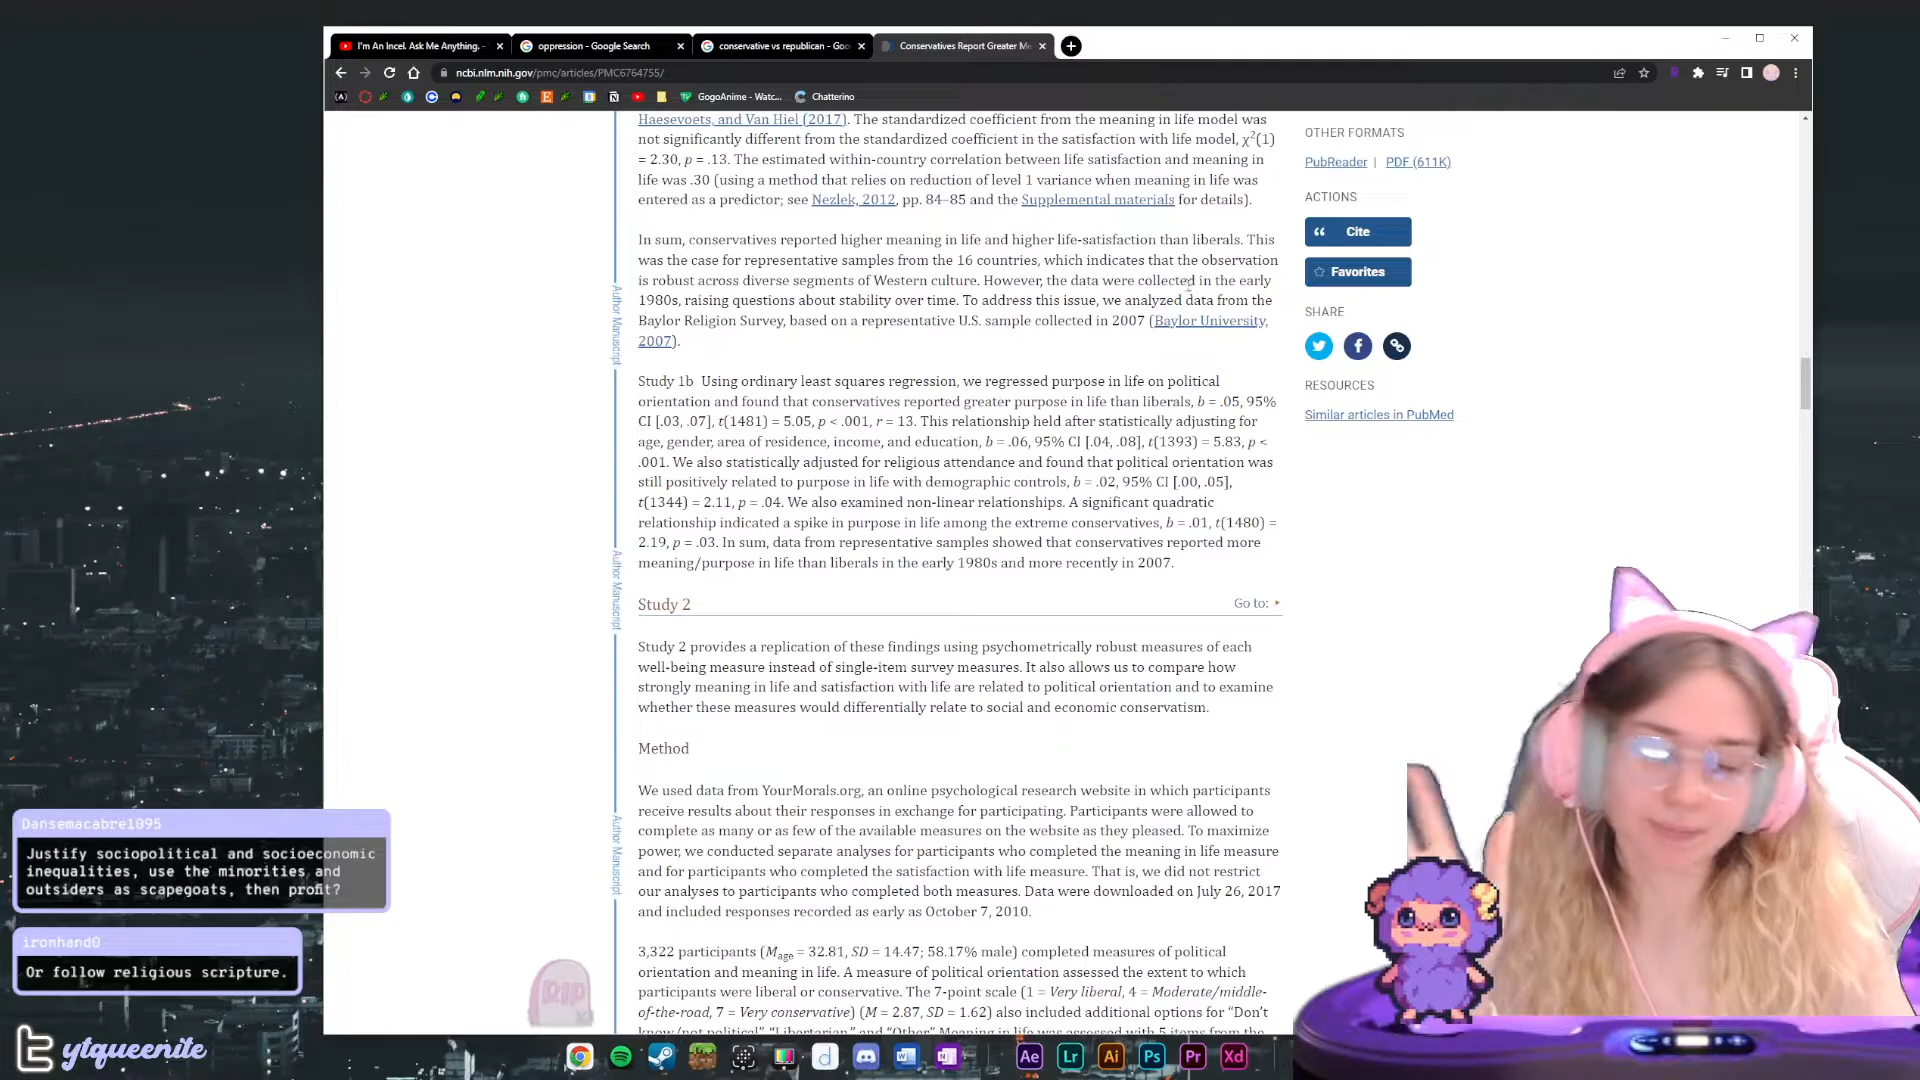 I'm An Incel. Ask Me Anything. -
oppression - Google Search
conservative vs republican - Goo
Conservatives Report Greater Me
ncbi.nlm.nih.gov/pmc/articles/PMC6764755/
GogoAnime - Watc...
Chatterino
Haesevoets, and Van Hiel (2017). The standardized coefficient from the meaning in life model was
not significantly different from the standardized coefficient in the satisfaction with life model, χ²(1)
= 2.30, p = .13. The estimated within-country correlation between life satisfaction and meaning in
life was .30 (using a method that relies on reduction of level 1 variance when meaning in life was
entered as a predictor; see Nezlek, 2012, pp. 84–85 and the Supplemental materials for details).
In sum, conservatives reported higher meaning in life and higher life-satisfaction than liberals. This
was the case for representative samples from the 16 countries, which indicates that the observation
is robust across diverse segments of Western culture. However, the data were collected in the early
1980s, raising questions about stability over time. To address this issue, we analyzed data from the
Baylor Religion Survey, based on a representative U.S. sample collected in 2007 (Baylor University,
2007).
Study 1b Using ordinary least squares regression, we regressed purpose in life on political
orientation and found that conservatives reported greater purpose in life than liberals, b = .05, 95%
CI [.03, .07], t(1481) = 5.05, p < .001, r = 13. This relationship held after statistically adjusting for
age, gender, area of residence, income, and education, b = .06, 95% CI [.04, .08], t(1393) = 5.83, p <
.001. We also statistically adjusted for religious attendance and found that political orientation was
still positively related to purpose in life with demographic controls, b = .02, 95% CI [.00, .05],
t(1344) = 2.11, p = .04. We also examined non-linear relationships. A significant quadratic
relationship indicated a spike in purpose in life among the extreme conservatives, b = .01, t(1480) =
2.19, p = .03. In sum, data from representative samples showed that conservatives reported more
meaning/purpose in life than liberals in the early 1980s and more recently in 2007.
Study 2
Go to:
Study 2 provides a replication of these findings using psychometrically robust measures of each
well-being measure instead of single-item survey measures. It also allows us to compare how
strongly meaning in life and satisfaction with life are related to political orientation and to examine
whether these measures would differentially relate to social and economic conservatism.
Method
We used data from YourMorals.org, an online psychological research website in which participants
receive results about their responses in exchange for participating. Participants were allowed to
complete as many or as few of the available measures on the website as they pleased. To maximize
power, we conducted separate analyses for participants who completed the meaning in life measure
and for participants who completed the satisfaction with life measure. That is, we did not restrict
our analyses to participants who completed both measures. Data were downloaded on July 26, 2017
and included responses recorded as early as October 7, 2010.
3,322 participants (Mage = 32.81, SD = 14.47; 58.17% male) completed measures of political
orientation and meaning in life. A measure of political orientation assessed the extent to which
participants were liberal or conservative. The 7-point scale (1 = Very liberal, 4 = Moderate/middle-
of-the-road, 7 = Very conservative) (M = 2.87, SD = 1.62) also included additional options for "Don't
know/not political", "Libertarian," and "Other" Meaning in life was assessed with 5 items from the
Author Manuscript
Author Manuscript
Author Manuscript
OTHER FORMATS
PubReader | PDF (611K)
ACTIONS
Cite
Favorites
SHARE
RESOURCES
Similar articles in PubMed
Dansemacabre1095
Justify sociopolitical and socioeconomic
inequalities, use the minorities and
outsiders as scapegoats, then profit?
ironhand0
Or follow religious scripture.
RIP
ytqueenite
Ae Lr Ai Ps Pr Xd